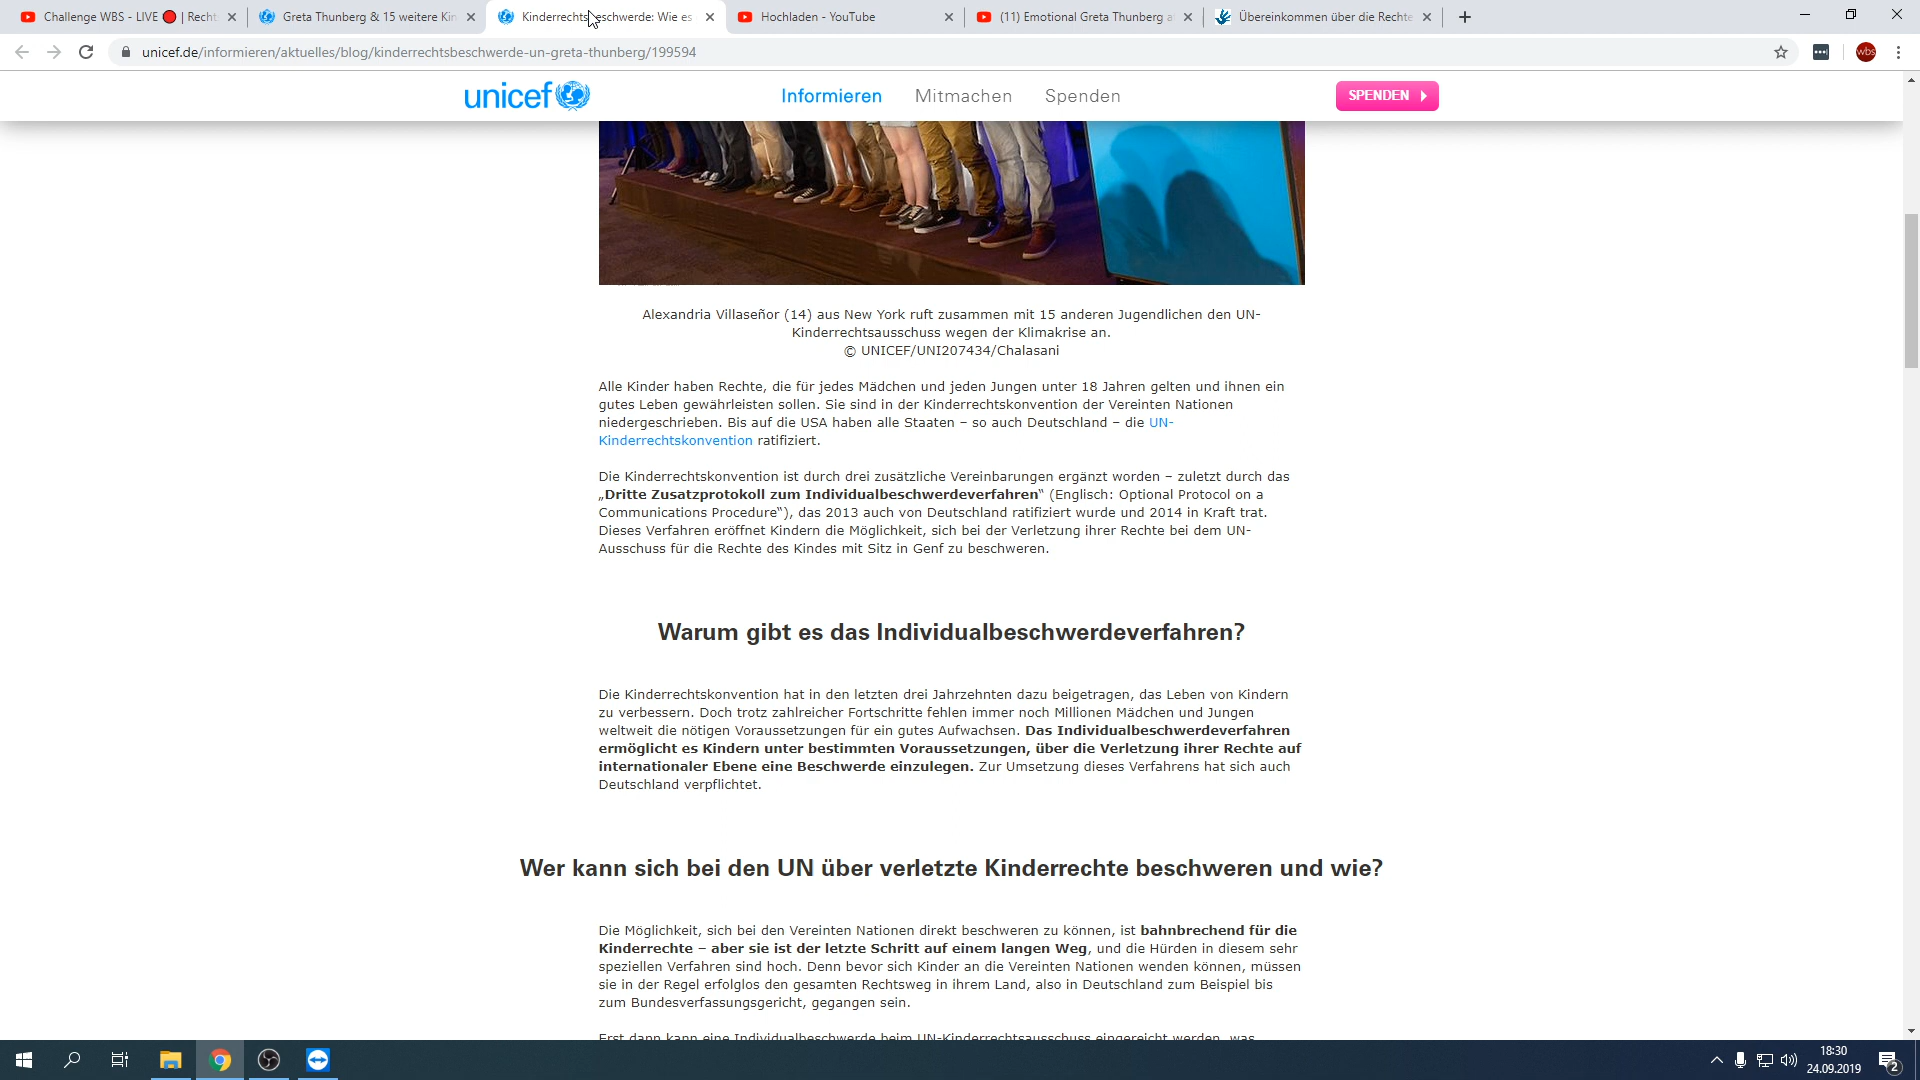 Challenge WBS - LIVE 🔴 | Recht
Greta Thunberg & 15 weitere Kin
Kinderrechtsbeschwerde: Wie es
Hochladen - YouTube
(11) Emotional Greta Thunberg a
Übereinkommen über die Rechte
unicef.de/informieren/aktuelles/blog/kinderrechtsbeschwerde-un-greta-thunberg/199594
wbs
unicef
Informieren
Mitmachen
Spenden
SPENDEN
Alexandria Villaseñor (14) aus New York ruft zusammen mit 15 anderen Jugendlichen den UN-
Kinderrechtsausschuss wegen der Klimakrise an.
© UNICEF/UNI207434/Chalasani
Alle Kinder haben Rechte, die für jedes Mädchen und jeden Jungen unter 18 Jahren gelten und ihnen ein
gutes Leben gewährleisten sollen. Sie sind in der Kinderrechtskonvention der Vereinten Nationen
niedergeschrieben. Bis auf die USA haben alle Staaten – so auch Deutschland – die UN-
Kinderrechtskonvention ratifiziert.
Die Kinderrechtskonvention ist durch drei zusätzliche Vereinbarungen ergänzt worden – zuletzt durch das
„Dritte Zusatzprotokoll zum Individualbeschwerdeverfahren“ (Englisch: Optional Protocol on a
Communications Procedure“), das 2013 auch von Deutschland ratifiziert wurde und 2014 in Kraft trat.
Dieses Verfahren eröffnet Kindern die Möglichkeit, sich bei der Verletzung ihrer Rechte bei dem UN-
Ausschuss für die Rechte des Kindes mit Sitz in Genf zu beschweren.
Warum gibt es das Individualbeschwerdeverfahren?
Die Kinderrechtskonvention hat in den letzten drei Jahrzehnten dazu beigetragen, das Leben von Kindern
zu verbessern. Doch trotz zahlreicher Fortschritte fehlen immer noch Millionen Mädchen und Jungen
weltweit die nötigen Voraussetzungen für ein gutes Aufwachsen. Das Individualbeschwerdeverfahren
ermöglicht es Kindern unter bestimmten Voraussetzungen, über die Verletzung ihrer Rechte auf
internationaler Ebene eine Beschwerde einzulegen. Zur Umsetzung dieses Verfahrens hat sich auch
Deutschland verpflichtet.
Wer kann sich bei den UN über verletzte Kinderrechte beschweren und wie?
Die Möglichkeit, sich bei den Vereinten Nationen direkt beschweren zu können, ist bahnbrechend für die
Kinderrechte – aber sie ist der letzte Schritt auf einem langen Weg, und die Hürden in diesem sehr
speziellen Verfahren sind hoch. Denn bevor sich Kinder an die Vereinten Nationen wenden können, müssen
sie in der Regel erfolglos den gesamten Rechtsweg in ihrem Land, also in Deutschland zum Beispiel bis
zum Bundesverfassungsgericht, gegangen sein.
Erst dann kann eine Individualbeschwerde beim UN-Kinderrechtsausschuss eingereicht werden, was
18:30
24.09.2019
2